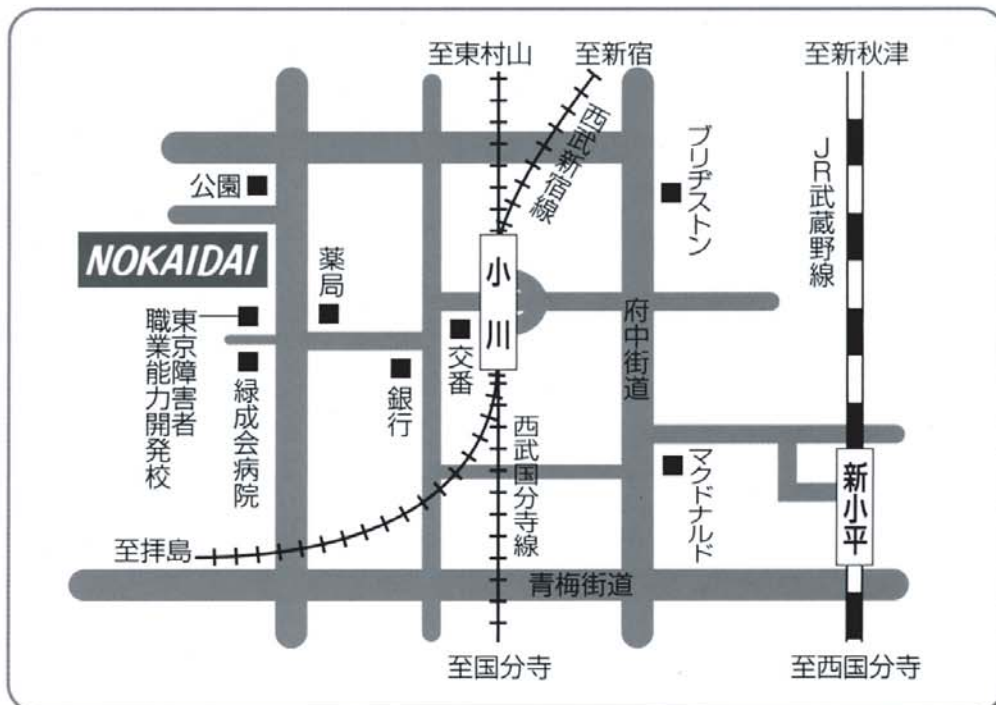 至東村山
至新宿
至新秋津
西武新宿線
ブリヂストン
JR武蔵野線
公園
NOKAIDAI
薬局
小川
府中街道
交番
銀行
東京障害者
職業能力開発校
緑成会病院
西武国分寺線
マクドナルド
新小平
至拝島
青梅街道
至国分寺
至西国分寺